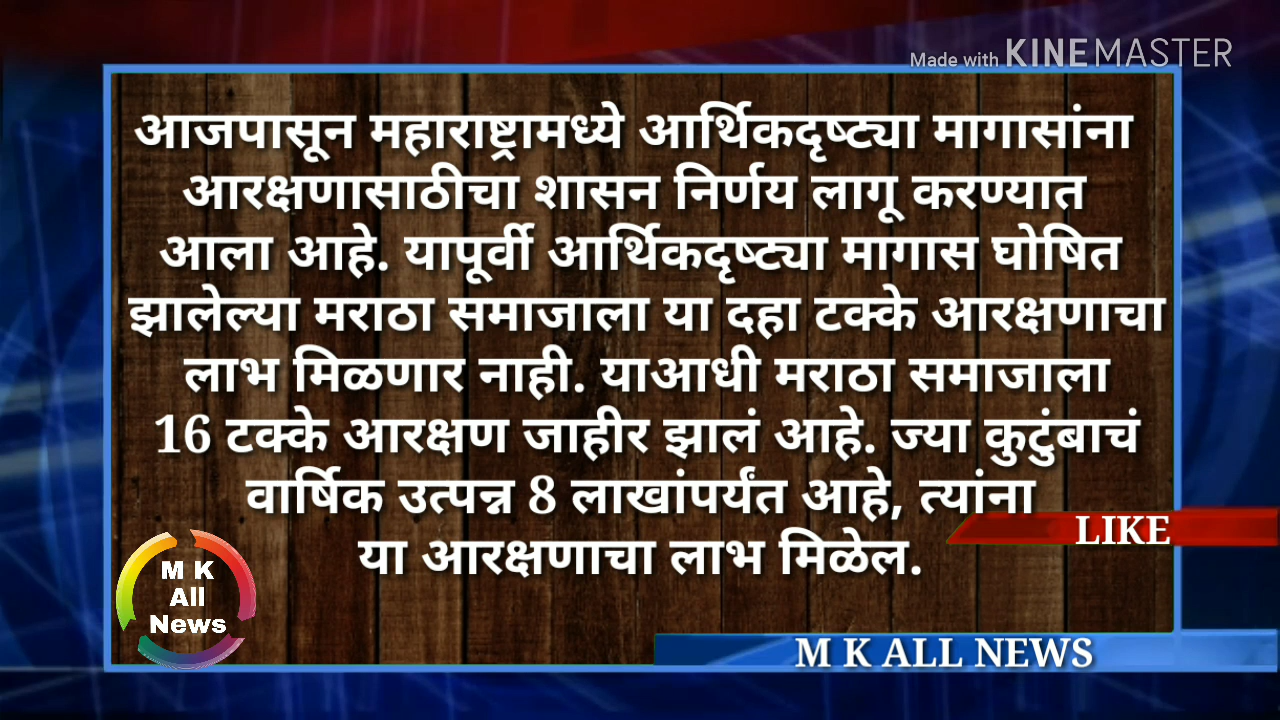 Made with KINEMASTER
आजपासून महाराष्ट्रामध्ये आर्थिकदृष्ट्या मागासांना
आरक्षणासाठीचा शासन निर्णय लागू करण्यात
आला आहे. यापूर्वी आर्थिकदृष्ट्या मागास घोषित
झालेल्या मराठा समाजाला या दहा टक्के आरक्षणाचा
लाभ मिळणार नाही. याआधी मराठा समाजाला
16 टक्के आरक्षण जाहीर झालं आहे. ज्या कुटुंबाचं
वार्षिक उत्पन्न 8 लाखांपर्यंत आहे, त्यांना
या आरक्षणाचा लाभ मिळेल.
LIKE
M K
All
News
M K ALL NEWS